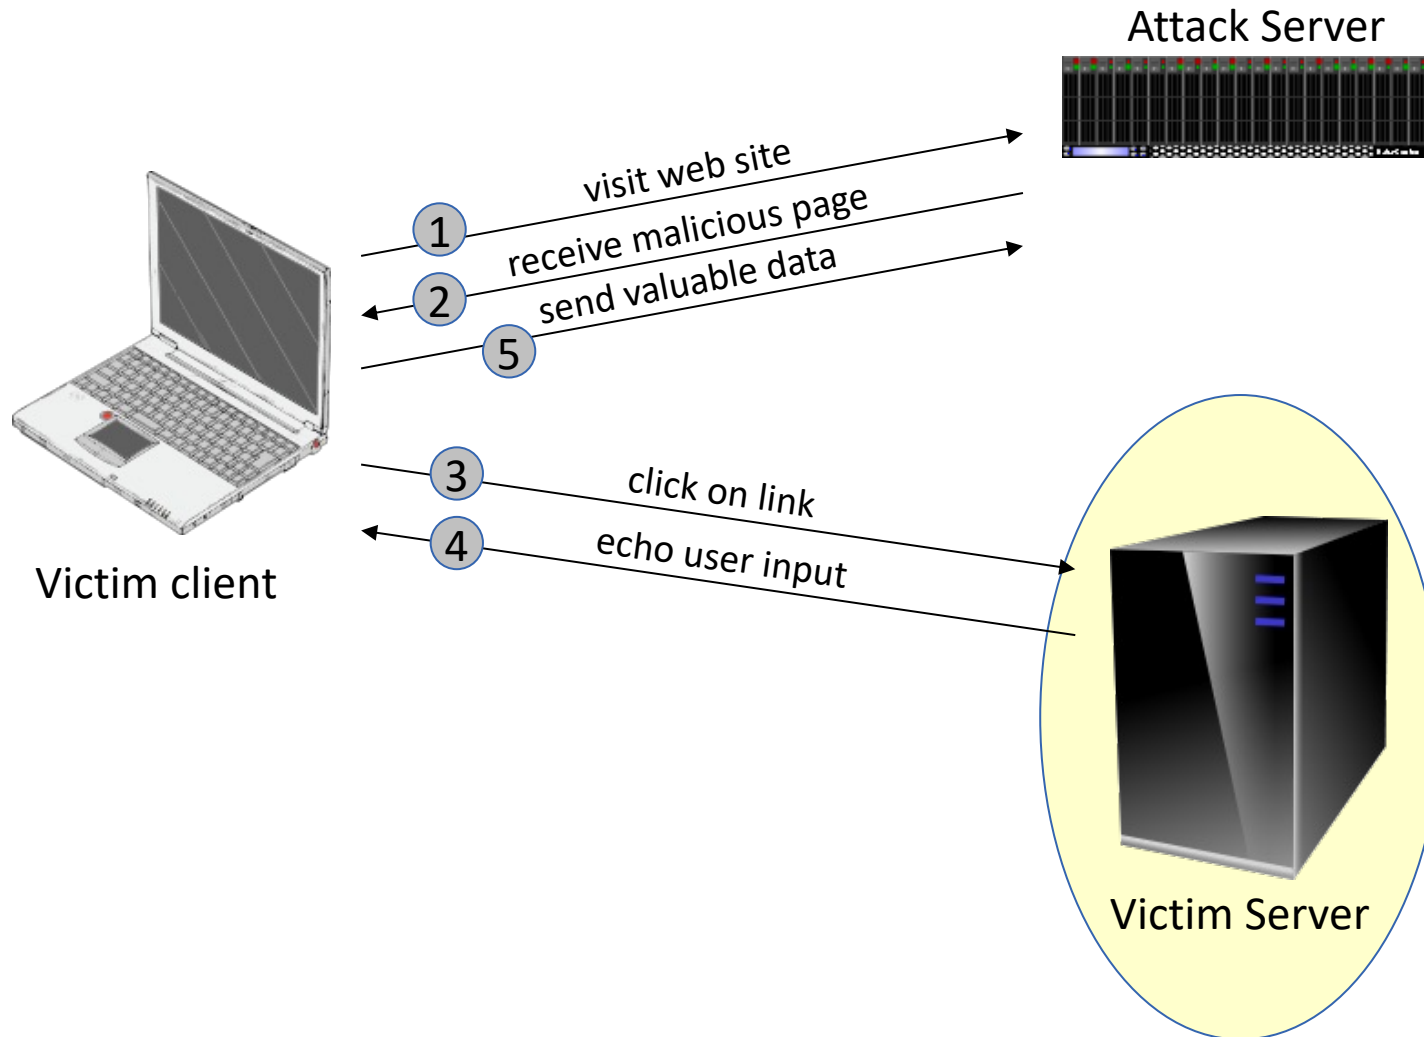 Attack Server
visit web site
1
receive malicious page
2
send valuable data
5
3
click on link
4
echo user input
Victim client
Victim Server